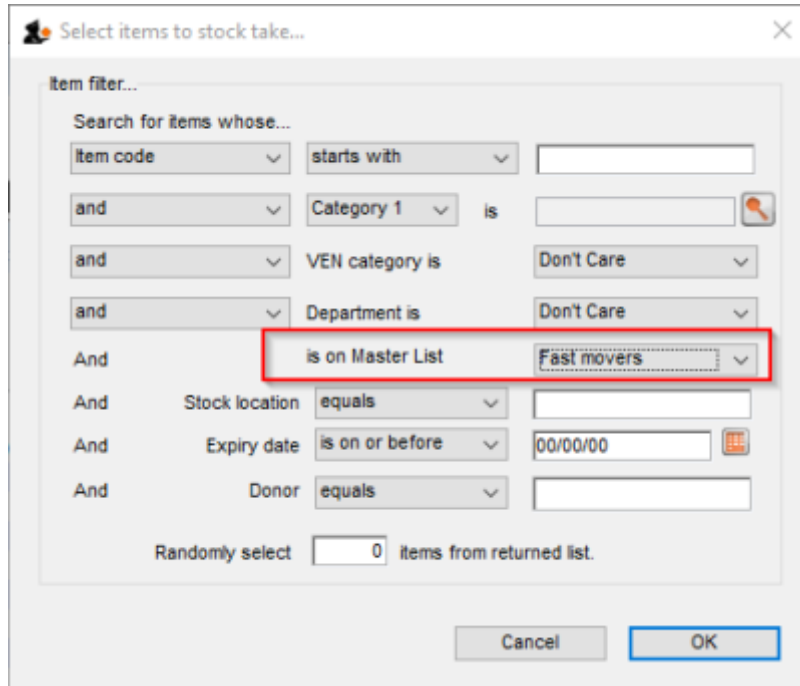 Select items to stock take...
Item filter...
Search for items whose...
Item code starts with
and Category 1 is
and VEN category is Don't Care
and Department is Don't Care
And is on Master List Fast movers
And Stock location equals
And Expiry date is on or before 00/00/00
And Donor equals
Randomly select 0 items from returned list.
Cancel OK